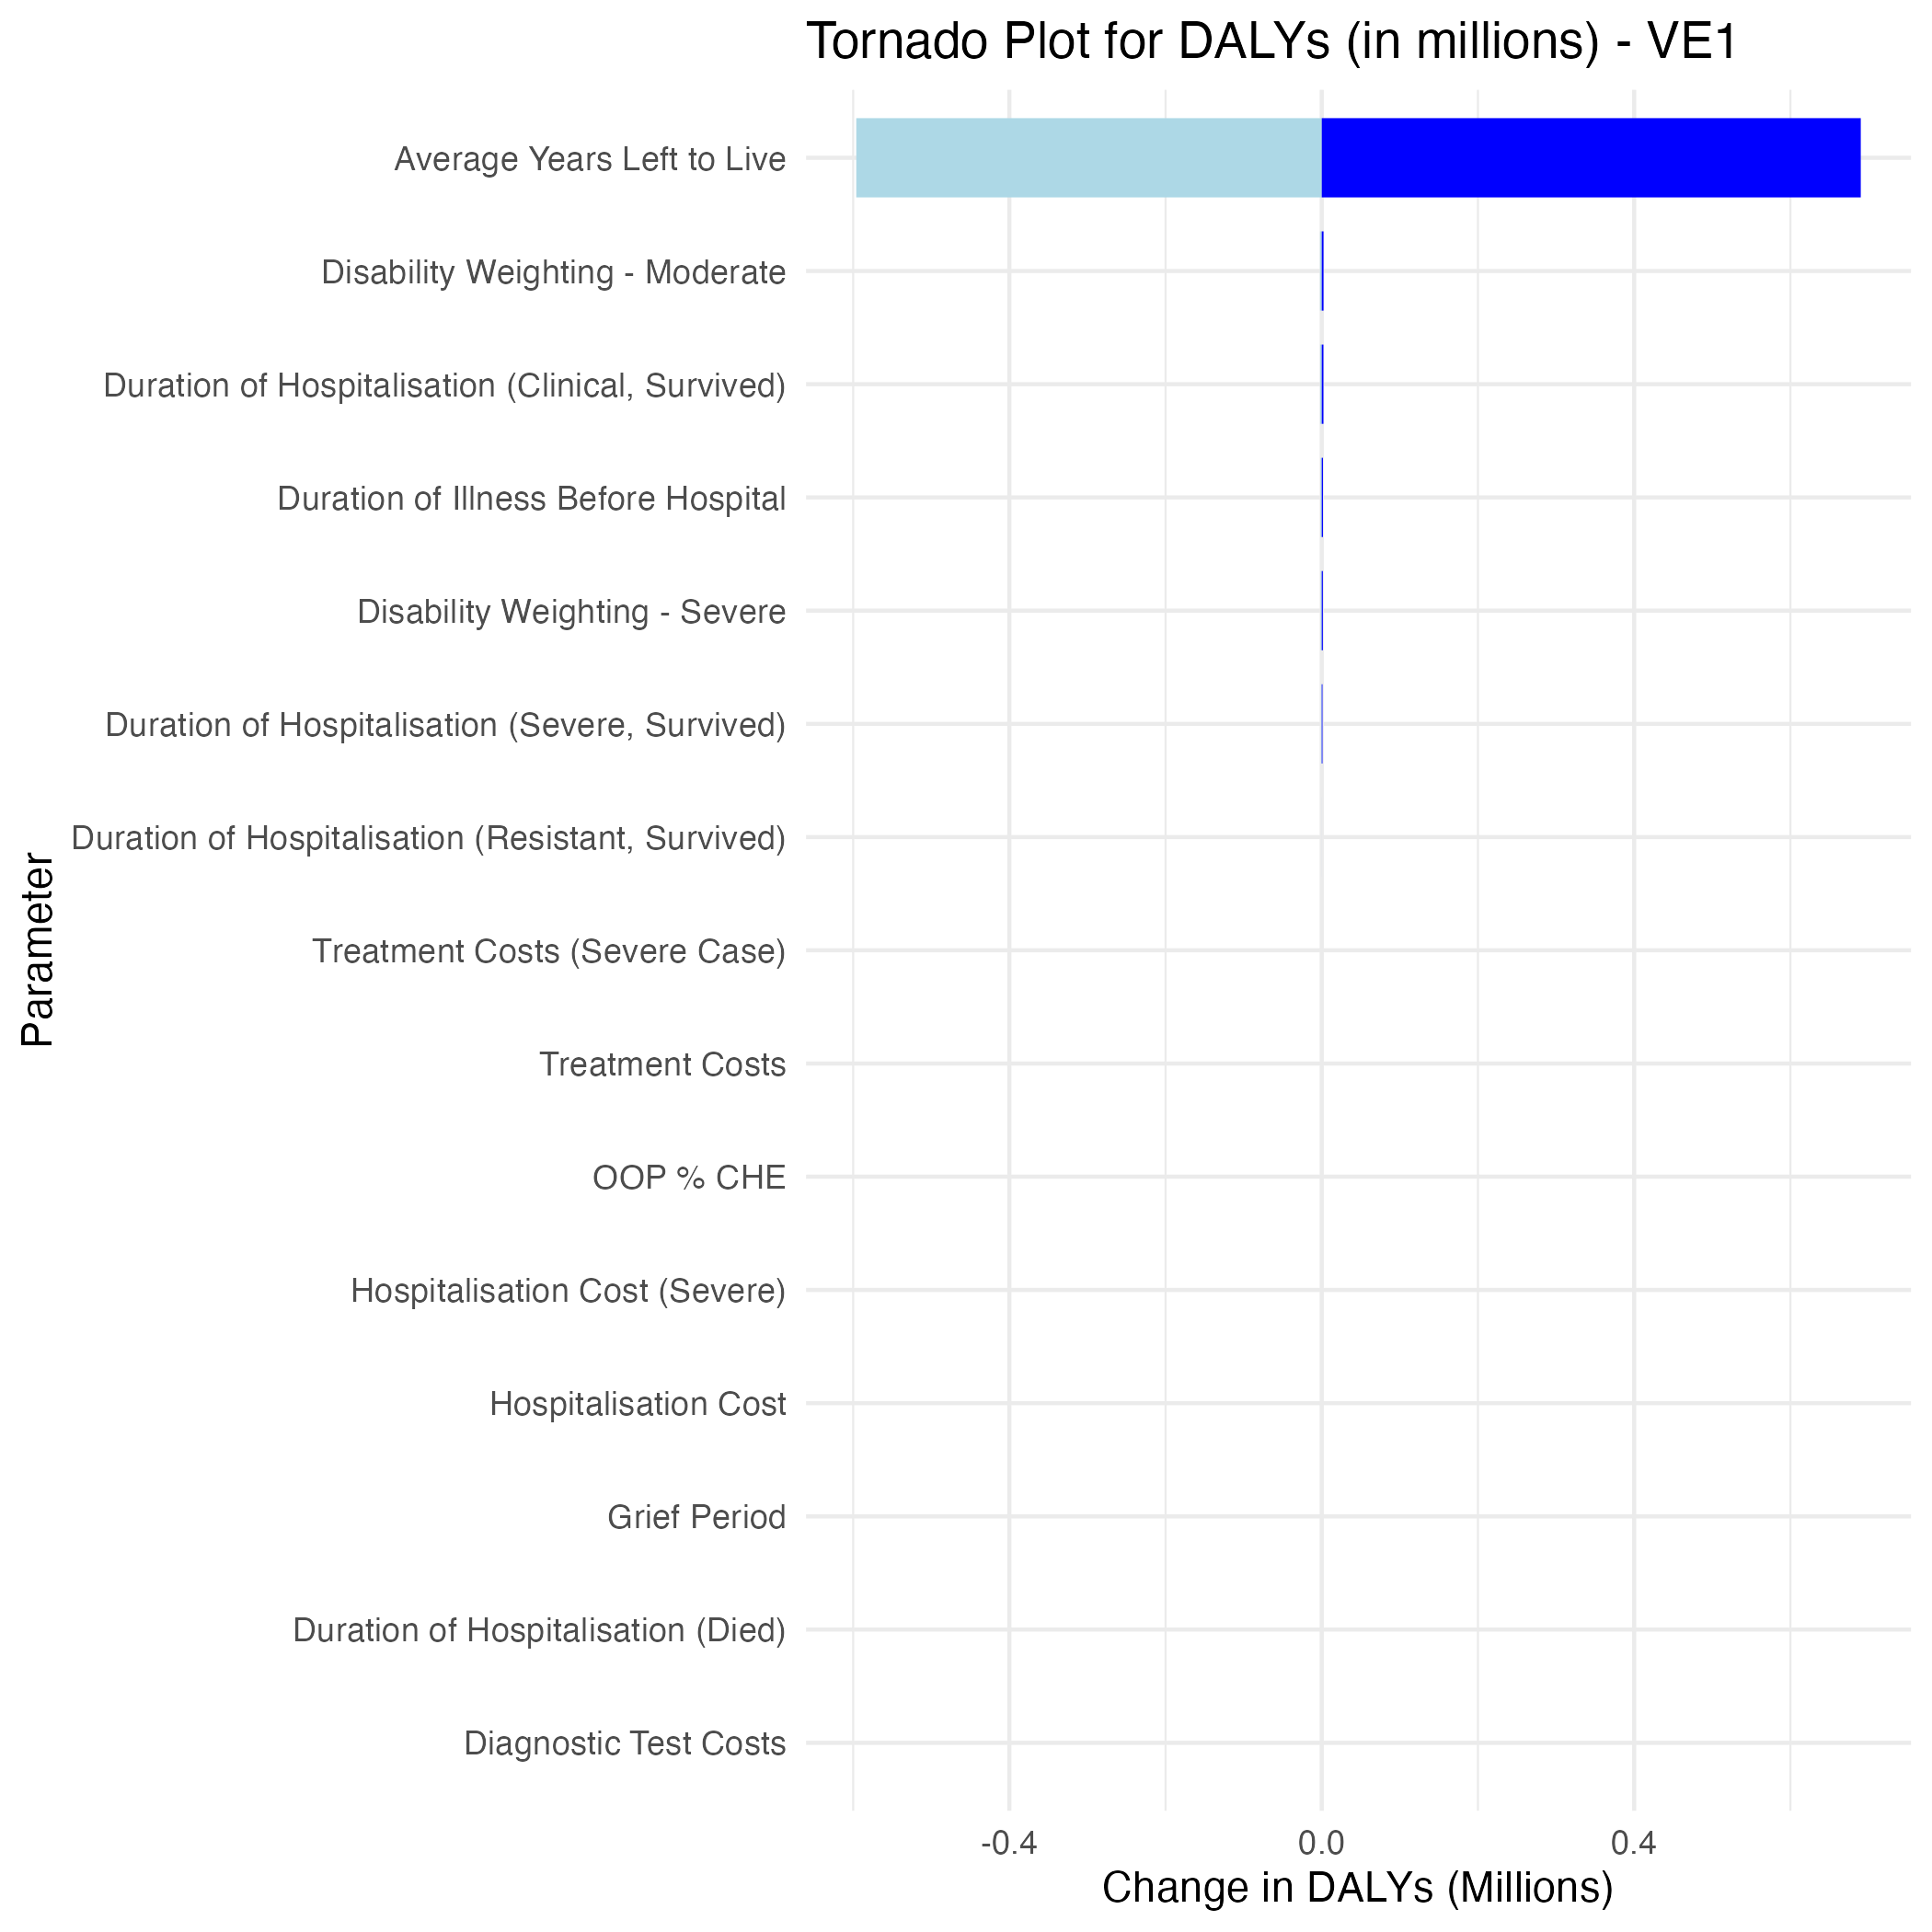 Tornado Plot for DALYs (in millions) - VE1
Average Years Left to Live
Disability Weighting - Moderate
Duration of Hospitalisation (Clinical, Survived)
Duration of Illness Before Hospital
Disability Weighting - Severe
Duration of Hospitalisation (Severe, Survived)
Duration of Hospitalisation (Resistant, Survived)
Treatment Costs (Severe Case)
Treatment Costs
OOP % CHE
Hospitalisation Cost (Severe)
Hospitalisation Cost
Grief Period
Duration of Hospitalisation (Died)
Diagnostic Test Costs
Parameter
-0.4 0.0 0.4
Change in DALYs (Millions)